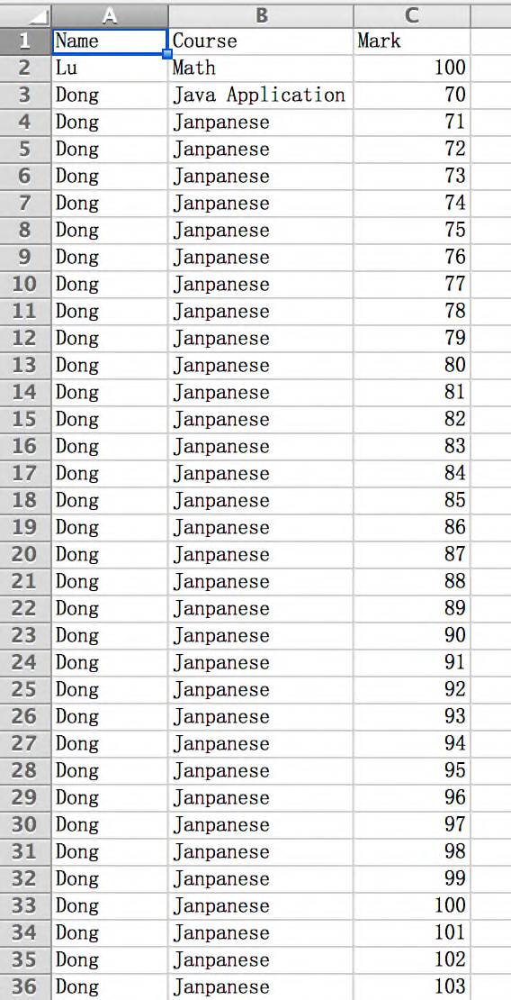 A B C
1 Name Course Mark
2 Lu Math 100
3 Dong Java Application 70
4 Dong Janpanese 71
5 Dong Janpanese 72
6 Dong Janpanese 73
7 Dong Janpanese 74
8 Dong Janpanese 75
9 Dong Janpanese 76
10 Dong Janpanese 77
11 Dong Janpanese 78
12 Dong Janpanese 79
13 Dong Janpanese 80
14 Dong Janpanese 81
15 Dong Janpanese 82
16 Dong Janpanese 83
17 Dong Janpanese 84
18 Dong Janpanese 85
19 Dong Janpanese 86
20 Dong Janpanese 87
21 Dong Janpanese 88
22 Dong Janpanese 89
23 Dong Janpanese 90
24 Dong Janpanese 91
25 Dong Janpanese 92
26 Dong Janpanese 93
27 Dong Janpanese 94
28 Dong Janpanese 95
29 Dong Janpanese 96
30 Dong Janpanese 97
31 Dong Janpanese 98
32 Dong Janpanese 99
33 Dong Janpanese 100
34 Dong Janpanese 101
35 Dong Janpanese 102
36 Dong Janpanese 103